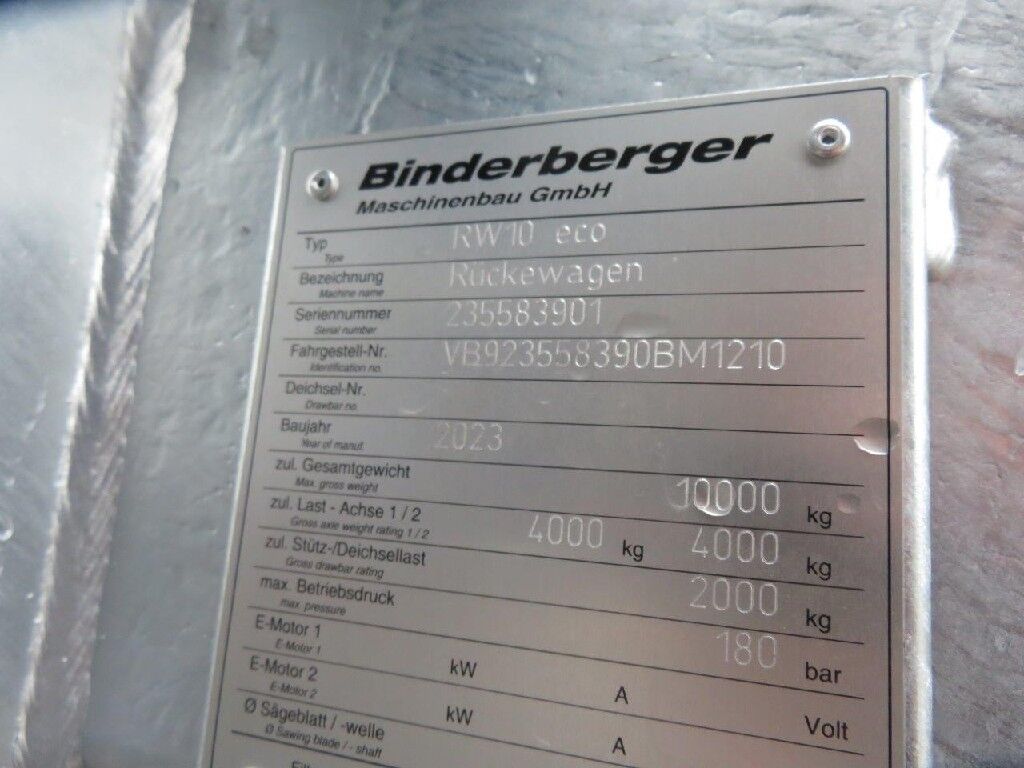 Binderberger
Maschinenbau GmbH
Typ RW10 eco
Type
Bezeichnung Rückewagen
Machine name
Seriennummer 235583901
Serial number
Fahrgestell-Nr. VB923558390BM1210
Identification no.
Deichsel-Nr.
Drawbar no.
Baujahr 2023
Year of manuf.
zul. Gesamtgewicht 10000 kg
Max. gross weight
zul. Last - Achse 1 / 2 4000 kg 4000 kg
Gross axle weight rating 1 / 2
zul. Stütz-/Deichsellast 2000 kg
Gross drawbar rating
max. Betriebsdruck 180 bar
max. pressure
E-Motor 1 kW A Volt
E-Motor 1
E-Motor 2 kW A
E-Motor 2
Ø Sägeblatt / -welle
Ø Sawing blade / - shaft